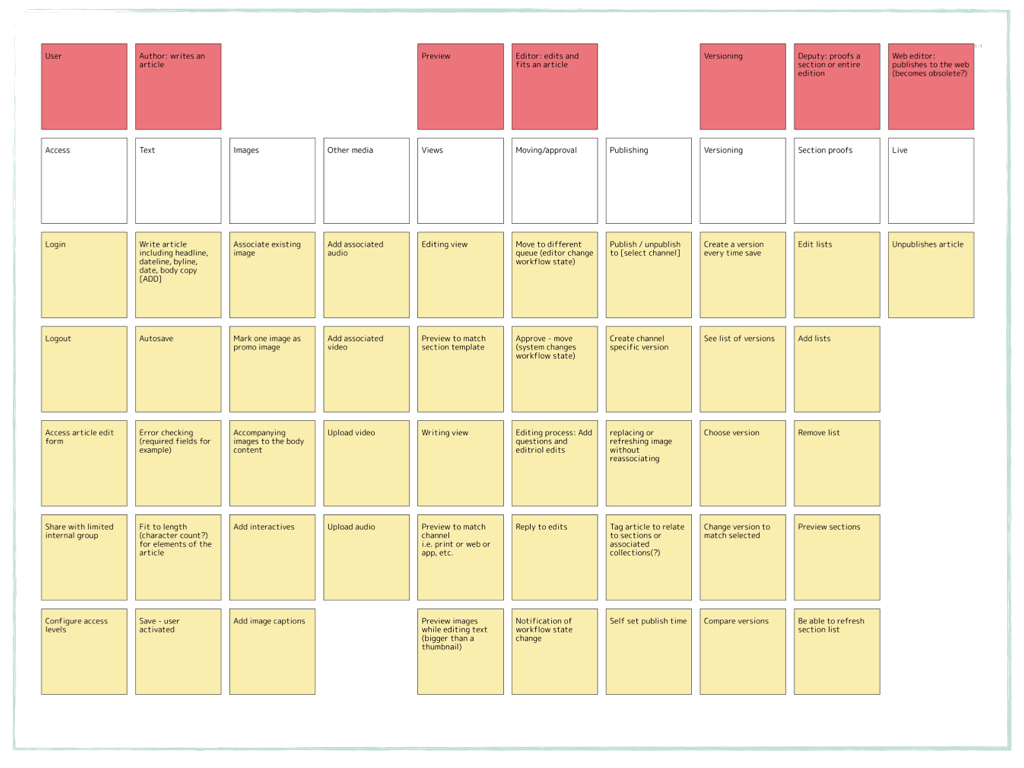 User
Author: writes an
article
Preview
Editor: edits and
fits an article
Versioning
Deputy: proofs a
section or entire
edition
Web editor:
publishes to the web
(becomes obsolete?)
Access
Text
Images
Other media
Views
Moving/approval
Publishing
Versioning
Section proofs
Live
Login
Write article
including headline,
dateline, byline,
date, body copy
[ADD]
Associate existing
image
Add associated
audio
Editing view
Move to different
queue (editor change
workflow state)
Publish / unpublish
to [select channel]
Create a version
every time save
Edit lists
Unpublishes article
Logout
Autosave
Mark one image as
promo image
Add associated
video
Preview to match
section template
Approve - move
(system changes
workflow state)
Create channel
specific version
See list of versions
Add lists
Access article edit
form
Error checking
(required fields for
example)
Accompanying
images to the body
content
Upload video
Writing view
Editing process: Add
questions and
editriol edits
replacing or
refreshing image
without
reassociating
Choose version
Remove list
Share with limited
internal group
Fit to length
(character count?)
for elements of the
article
Add interactives
Upload audio
Preview to match
channel
i.e. print or web or
app, etc.
Reply to edits
Tag article to relate
to sections or
associated
collections(?)
Change version to
match selected
Preview sections
Configure access
levels
Save - user
activated
Add image captions
Preview images
while editing text
(bigger than a
thumbnail)
Notification of
workflow state
change
Self set publish time
Compare versions
Be able to refresh
section list